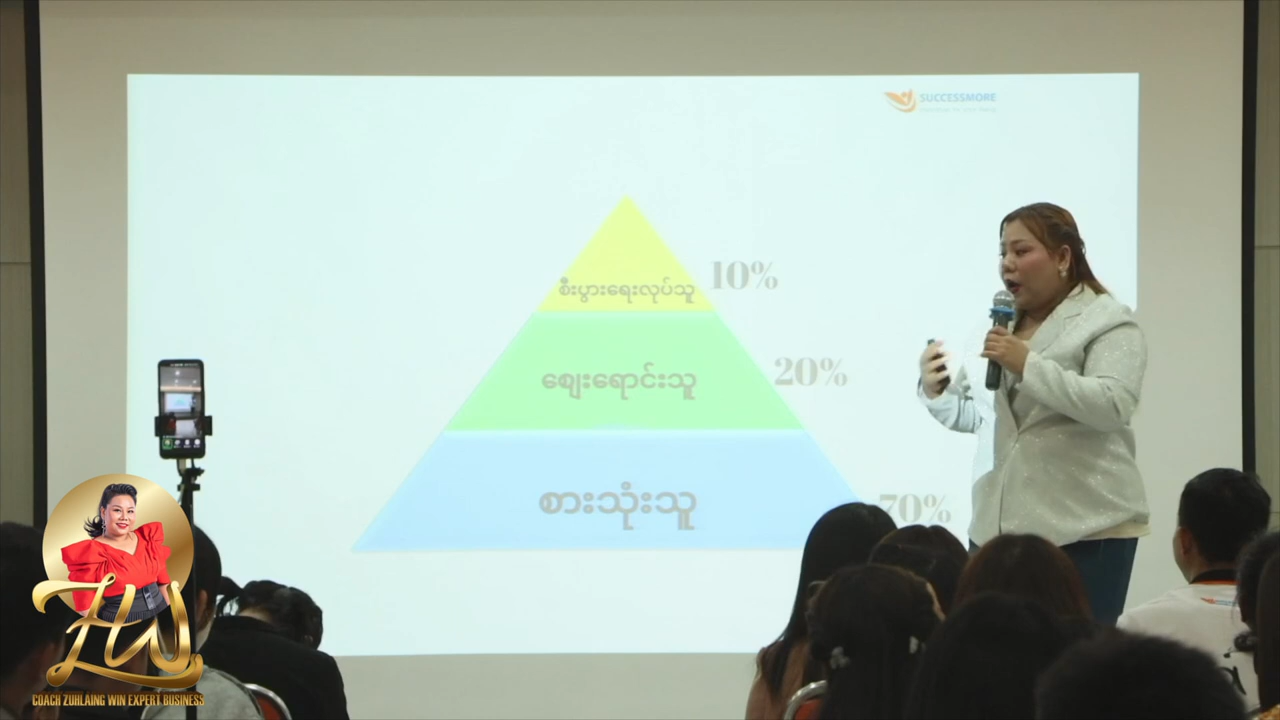 SUCCESSMORE
စီးပွားရေးလုပ်သူ
10%
ဈေးရောင်းသူ
20%
စားသုံးသူ
70%
ZW
COACH ZUHLAING WIN EXPERT BUSINESS